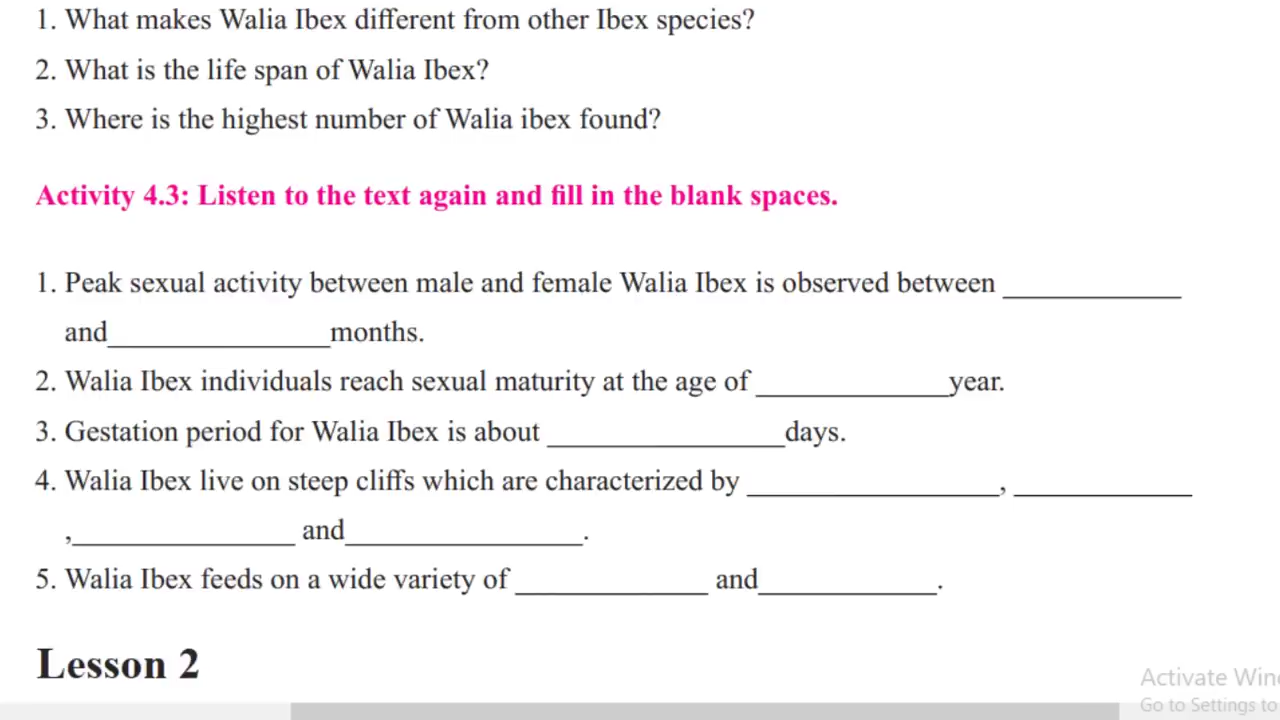 1. What makes Walia Ibex different from other Ibex species?
2. What is the life span of Walia Ibex?
3. Where is the highest number of Walia ibex found?
Activity 4.3: Listen to the text again and fill in the blank spaces.
1. Peak sexual activity between male and female Walia Ibex is observed between ____________
and_______________months.
2. Walia Ibex individuals reach sexual maturity at the age of _____________year.
3. Gestation period for Walia Ibex is about ________________days.
4. Walia Ibex live on steep cliffs which are characterized by _________________, ____________
,_______________ and________________.
5. Walia Ibex feeds on a wide variety of _____________ and____________.
Lesson 2
Activate
Go to Settings to